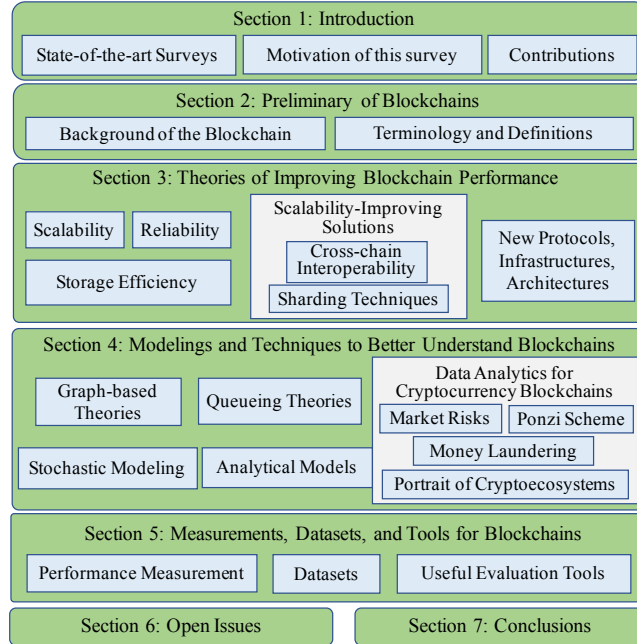 Section 1: Introduction
State-of-the-art Surveys
Motivation of this survey
Contributions
Section 2: Preliminary of Blockchains
Background of the Blockchain
Terminology and Definitions
Section 3: Theories of Improving Blockchain Performance
Scalability
Reliability
Storage Efficiency
Scalability-Improving
Solutions
Cross-chain
Interoperability
Sharding Techniques
New Protocols,
Infrastructures,
Architectures
Section 4: Modelings and Techniques to Better Understand Blockchains
Graph-based
Theories
Queueing Theories
Stochastic Modeling
Analytical Models
Data Analytics for
Cryptocurrency Blockchains
Market Risks
Ponzi Scheme
Money Laundering
Portrait of Cryptoecosystems
Section 5: Measurements, Datasets, and Tools for Blockchains
Performance Measurement
Datasets
Useful Evaluation Tools
Section 6: Open Issues
Section 7: Conclusions